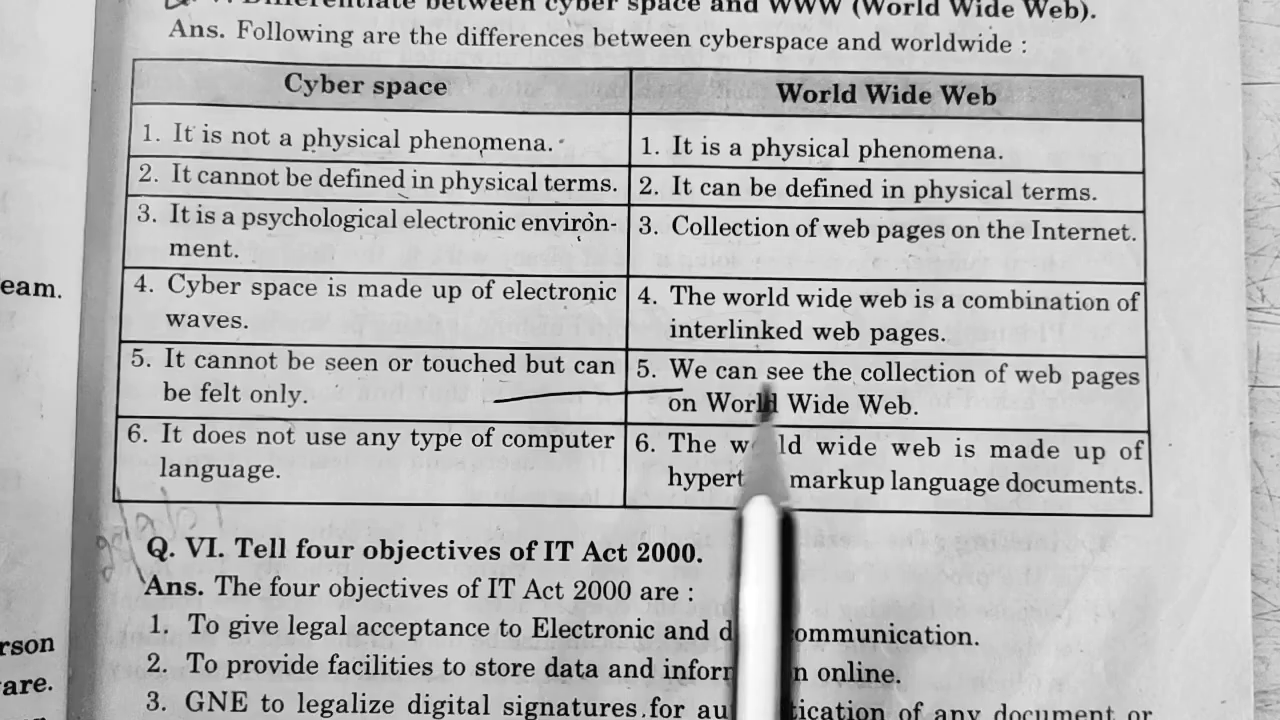 Differentiate between cyber space and WWW (World Wide Web).
Ans. Following are the differences between cyberspace and worldwide :
Cyber space
World Wide Web
1. It is not a physical phenomena.
1. It is a physical phenomena.
2. It cannot be defined in physical terms.
2. It can be defined in physical terms.
3. It is a psychological electronic environ-
ment.
3. Collection of web pages on the Internet.
4. Cyber space is made up of electronic
waves.
4. The world wide web is a combination of
interlinked web pages.
5. It cannot be seen or touched but can
be felt only.
5. We can see the collection of web pages
on World Wide Web.
6. It does not use any type of computer
language.
6. The wo ld wide web is made up of
hypert markup language documents.
eam.
Q. VI. Tell four objectives of IT Act 2000.
Ans. The four objectives of IT Act 2000 are :
1. To give legal acceptance to Electronic and d ommunication.
2. To provide facilities to store data and inform n online.
3. GNE to legalize digital signatures for au tication of any document or
rson
are.